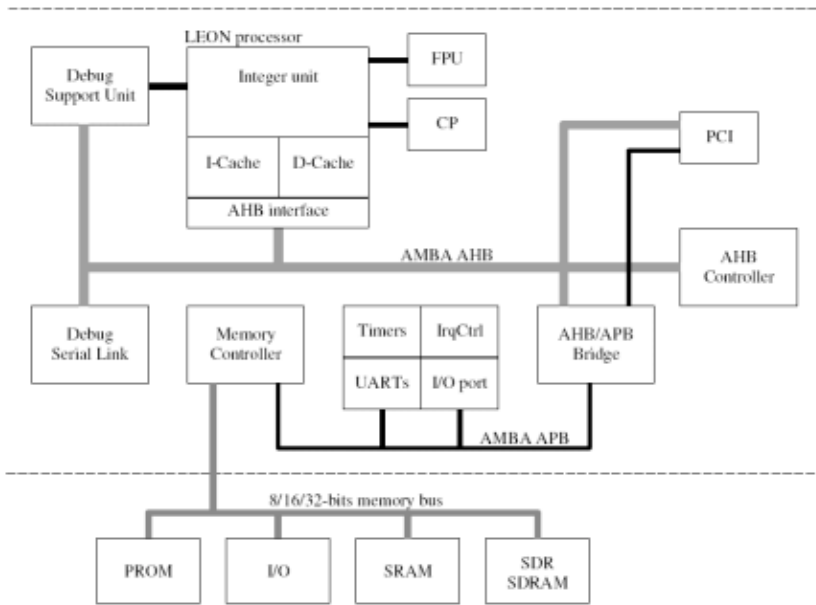 LEON processor
Debug
Support Unit
Integer unit
FPU
CP
PCI
I-Cache
D-Cache
AHB interface
AMBA AHB
AHB
Controller
Debug
Serial Link
Memory
Controller
Timers
IrqCtrl
UARTs
I/O port
AHB/APB
Bridge
AMBA APB
8/16/32-bits memory bus
PROM
I/O
SRAM
SDR
SDRAM